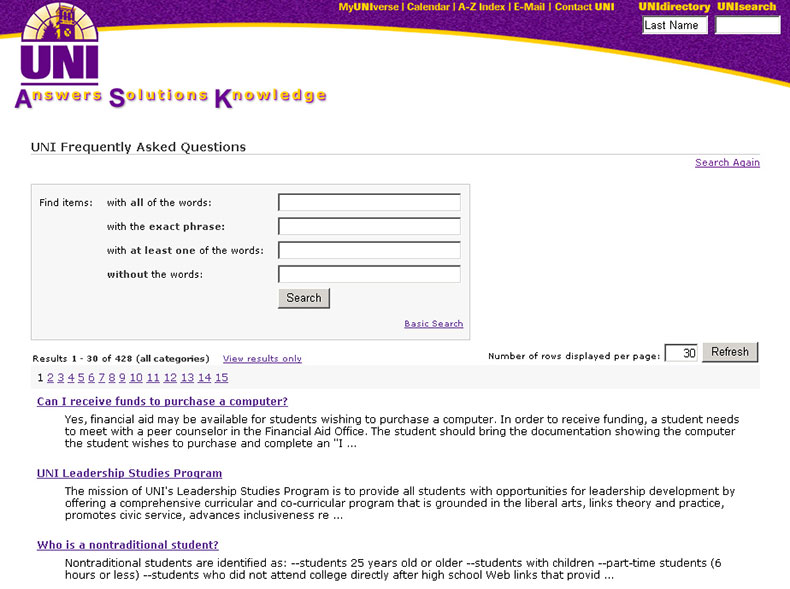 MyUNIverse | Calendar | A-Z Index | E-Mail | Contact UNI UNIdirectory UNIsearch
Last Name
UNI
Answers Solutions Knowledge
UNI Frequently Asked Questions
Search Again
Find items: with all of the words:
with the exact phrase:
with at least one of the words:
without the words:
Search
Basic Search
Results 1 - 30 of 428 (all categories) View results only Number of rows displayed per page: 30 Refresh
1 2 3 4 5 6 7 8 9 10 11 12 13 14 15
Can I receive funds to purchase a computer?
Yes, financial aid may be available for students wishing to purchase a computer. In order to receive funding, a student needs
to meet with a peer counselor in the Financial Aid Office. The student should bring the documentation showing the computer
the student wishes to purchase and complete an "I ...
UNI Leadership Studies Program
The mission of UNI's Leadership Studies Program is to provide all students with opportunities for leadership development by
offering a comprehensive curricular and co-curricular program that is grounded in the liberal arts, links theory and practice,
promotes civic service, advances inclusiveness re ...
Who is a nontraditional student?
Nontraditional students are identified as: --students 25 years old or older --students with children --part-time students (6
hours or less) --students who did not attend college directly after high school Web links that provid ...